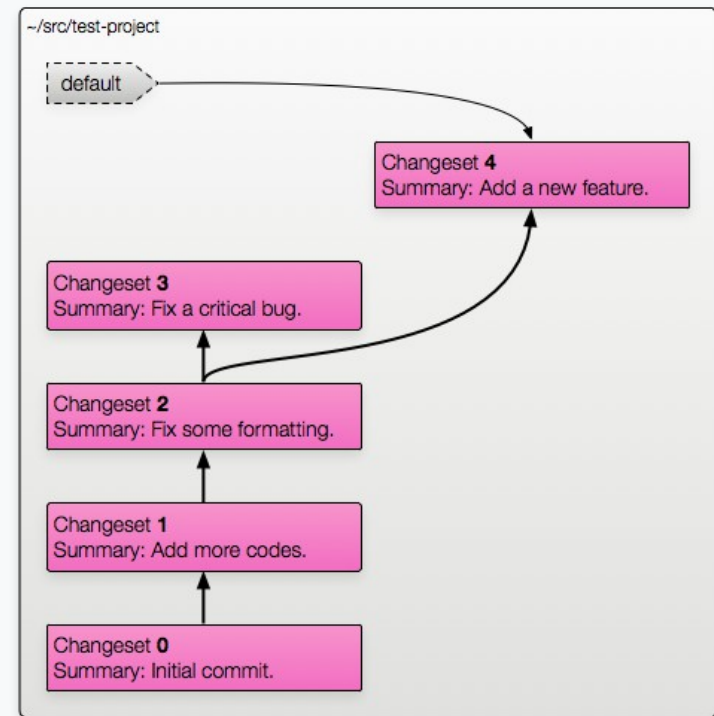 ~/src/test-project
default
Changeset 4
Summary: Add a new feature.
Changeset 3
Summary: Fix a critical bug.
Changeset 2
Summary: Fix some formatting.
Changeset 1
Summary: Add more codes.
Changeset 0
Summary: Initial commit.